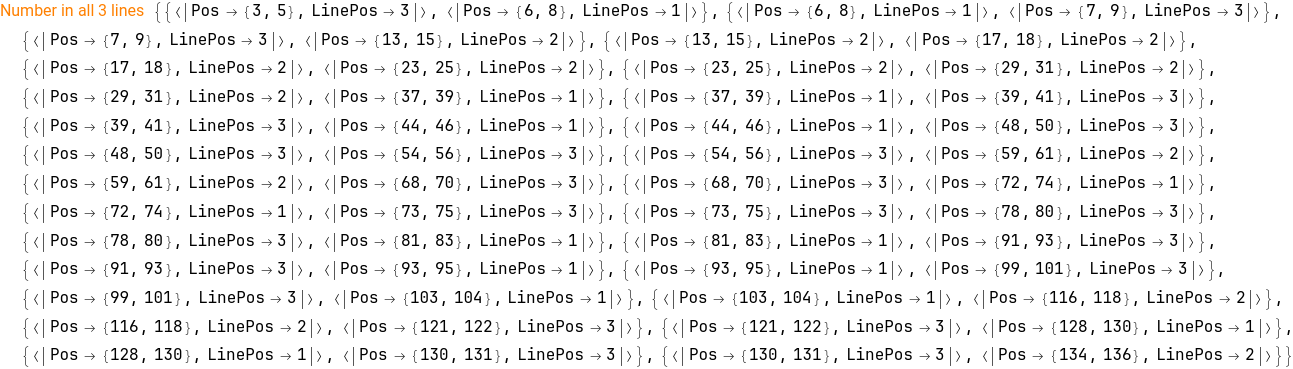 Number in all 3 lines {{<|Pos → {3, 5}, LinePos → 3|>, <|Pos → {6, 8}, LinePos → 1|>}, {<|Pos → {6, 8}, LinePos → 1|>, <|Pos → {7, 9}, LinePos → 3|>},
{<|Pos → {7, 9}, LinePos → 3|>, <|Pos → {13, 15}, LinePos → 2|>}, {<|Pos → {13, 15}, LinePos → 2|>, <|Pos → {17, 18}, LinePos → 2|>},
{<|Pos → {17, 18}, LinePos → 2|>, <|Pos → {23, 25}, LinePos → 2|>}, {<|Pos → {23, 25}, LinePos → 2|>, <|Pos → {29, 31}, LinePos → 2|>},
{<|Pos → {29, 31}, LinePos → 2|>, <|Pos → {37, 39}, LinePos → 1|>}, {<|Pos → {37, 39}, LinePos → 1|>, <|Pos → {39, 41}, LinePos → 3|>},
{<|Pos → {39, 41}, LinePos → 3|>, <|Pos → {44, 46}, LinePos → 1|>}, {<|Pos → {44, 46}, LinePos → 1|>, <|Pos → {48, 50}, LinePos → 3|>},
{<|Pos → {48, 50}, LinePos → 3|>, <|Pos → {54, 56}, LinePos → 3|>}, {<|Pos → {54, 56}, LinePos → 3|>, <|Pos → {59, 61}, LinePos → 2|>},
{<|Pos → {59, 61}, LinePos → 2|>, <|Pos → {68, 70}, LinePos → 3|>}, {<|Pos → {68, 70}, LinePos → 3|>, <|Pos → {72, 74}, LinePos → 1|>},
{<|Pos → {72, 74}, LinePos → 1|>, <|Pos → {73, 75}, LinePos → 3|>}, {<|Pos → {73, 75}, LinePos → 3|>, <|Pos → {78, 80}, LinePos → 3|>},
{<|Pos → {78, 80}, LinePos → 3|>, <|Pos → {81, 83}, LinePos → 1|>}, {<|Pos → {81, 83}, LinePos → 1|>, <|Pos → {91, 93}, LinePos → 3|>},
{<|Pos → {91, 93}, LinePos → 3|>, <|Pos → {93, 95}, LinePos → 1|>}, {<|Pos → {93, 95}, LinePos → 1|>, <|Pos → {99, 101}, LinePos → 3|>},
{<|Pos → {99, 101}, LinePos → 3|>, <|Pos → {103, 104}, LinePos → 1|>}, {<|Pos → {103, 104}, LinePos → 1|>, <|Pos → {116, 118}, LinePos → 2|>},
{<|Pos → {116, 118}, LinePos → 2|>, <|Pos → {121, 122}, LinePos → 3|>}, {<|Pos → {121, 122}, LinePos → 3|>, <|Pos → {128, 130}, LinePos → 1|>},
{<|Pos → {128, 130}, LinePos → 1|>, <|Pos → {130, 131}, LinePos → 3|>}, {<|Pos → {130, 131}, LinePos → 3|>, <|Pos → {134, 136}, LinePos → 2|>}}